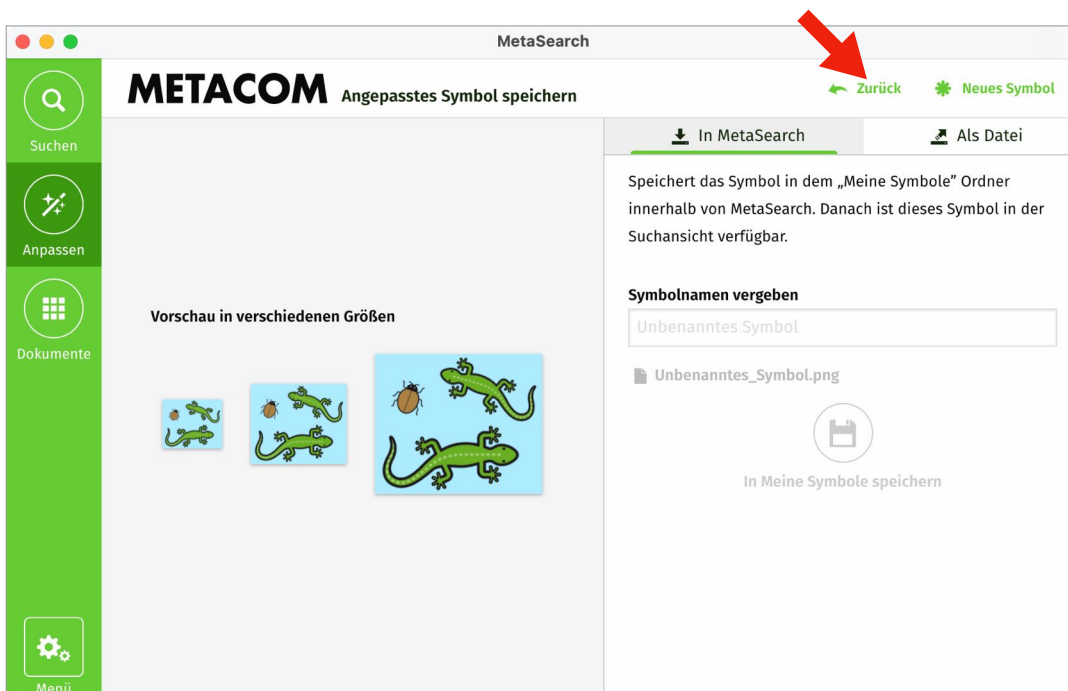 MetaSearch
METACOM Angepasstes Symbol speichern
Zurück
Neues Symbol
Suchen
Anpassen
Dokumente
Menü
Vorschau in verschiedenen Größen
In MetaSearch
Als Datei
Speichert das Symbol in dem „Meine Symbole” Ordner
innerhalb von MetaSearch. Danach ist dieses Symbol in der
Suchansicht verfügbar.
Symbolnamen vergeben
Unbenanntes Symbol
Unbenanntes_Symbol.png
In Meine Symbole speichern